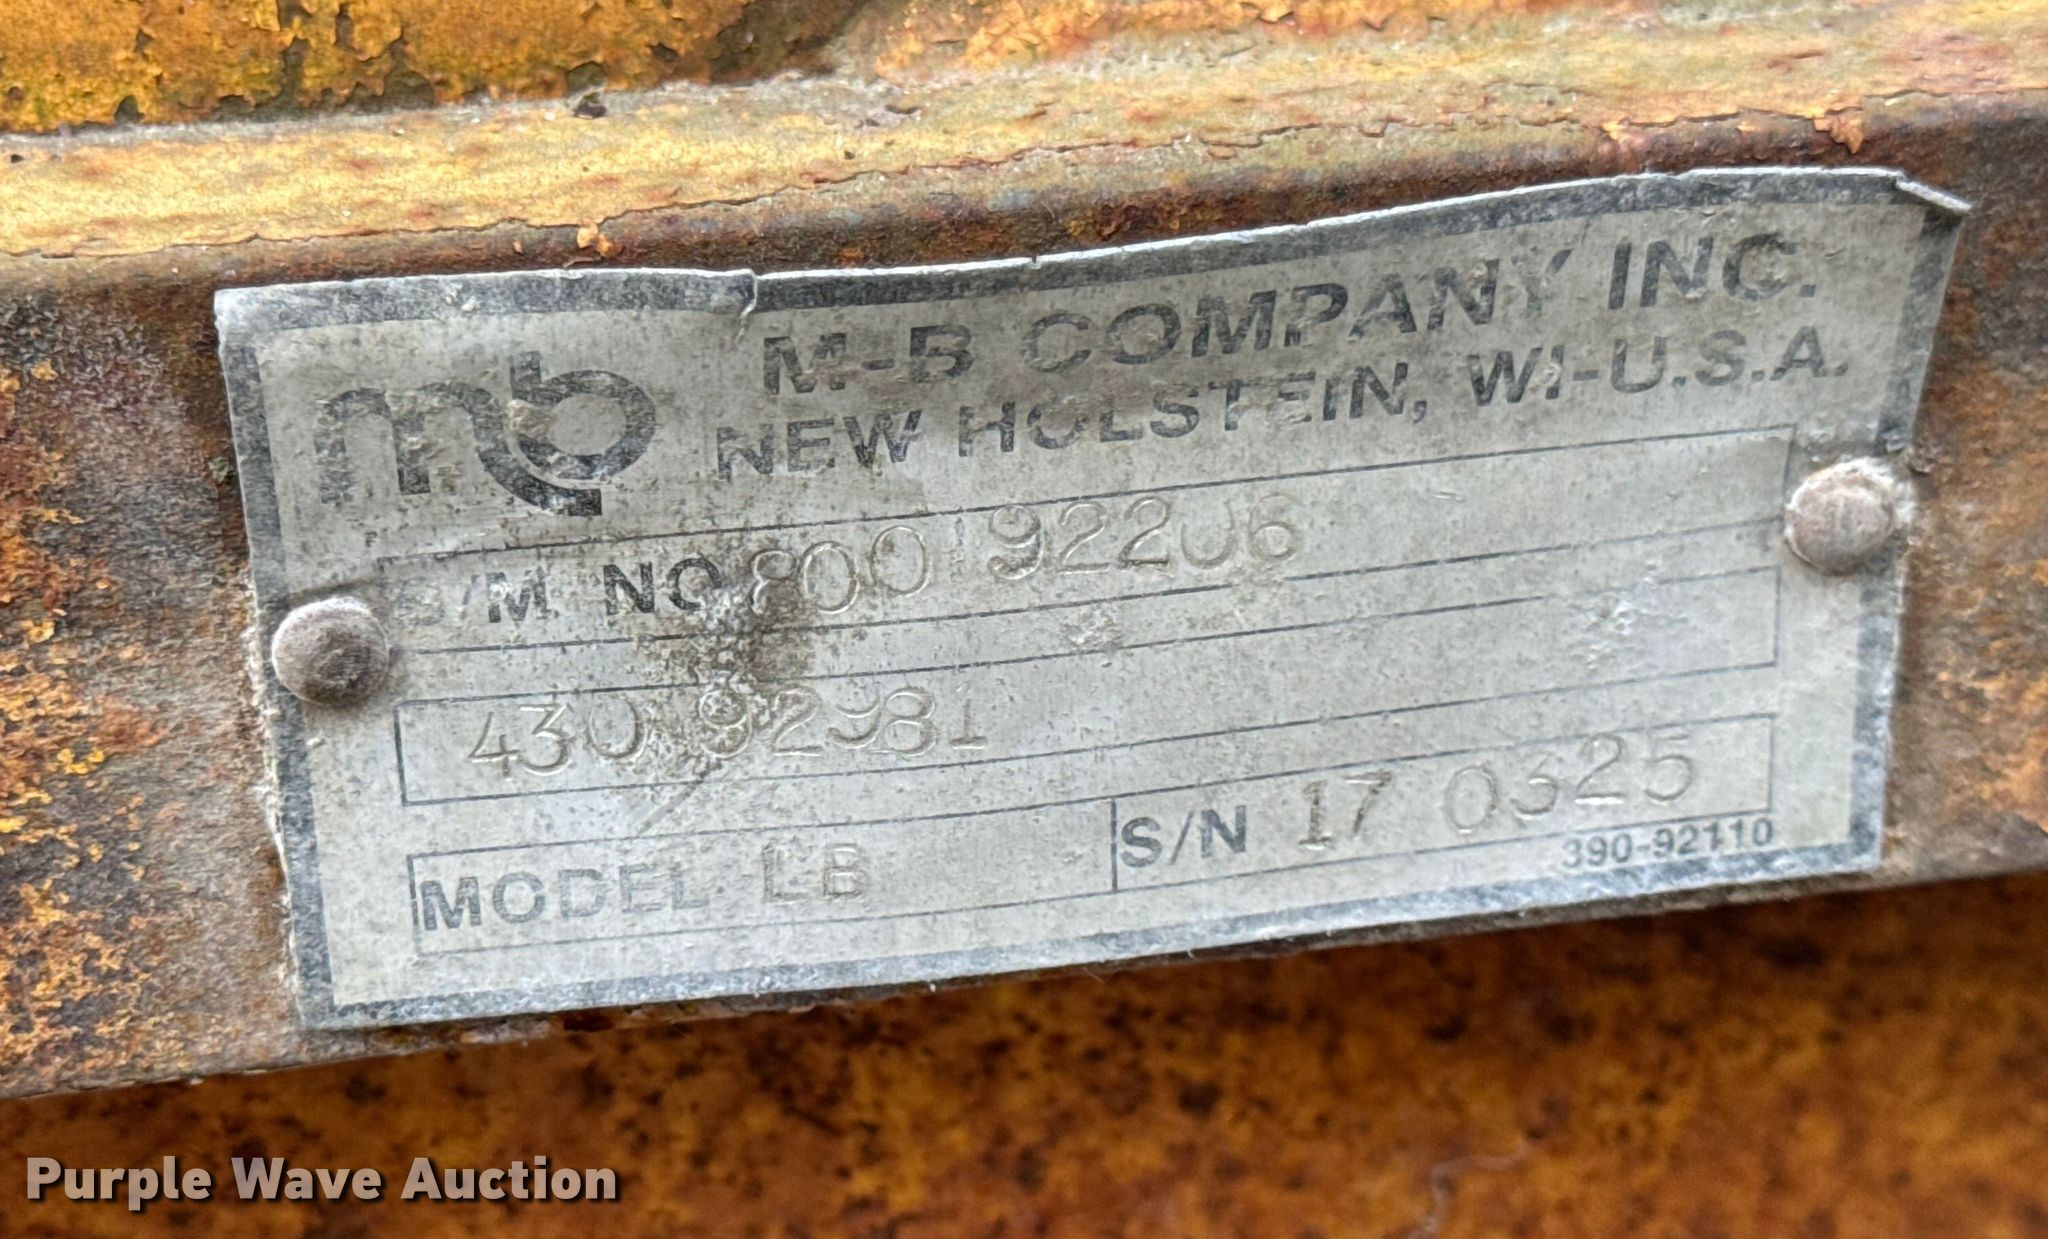 mb
M-B COMPANY INC.
NEW HOLSTEIN, WI-U.S.A.
B/M NO 800 92206
430 92981
MODEL LB S/N 17 0325
390-92110
Purple Wave Auction